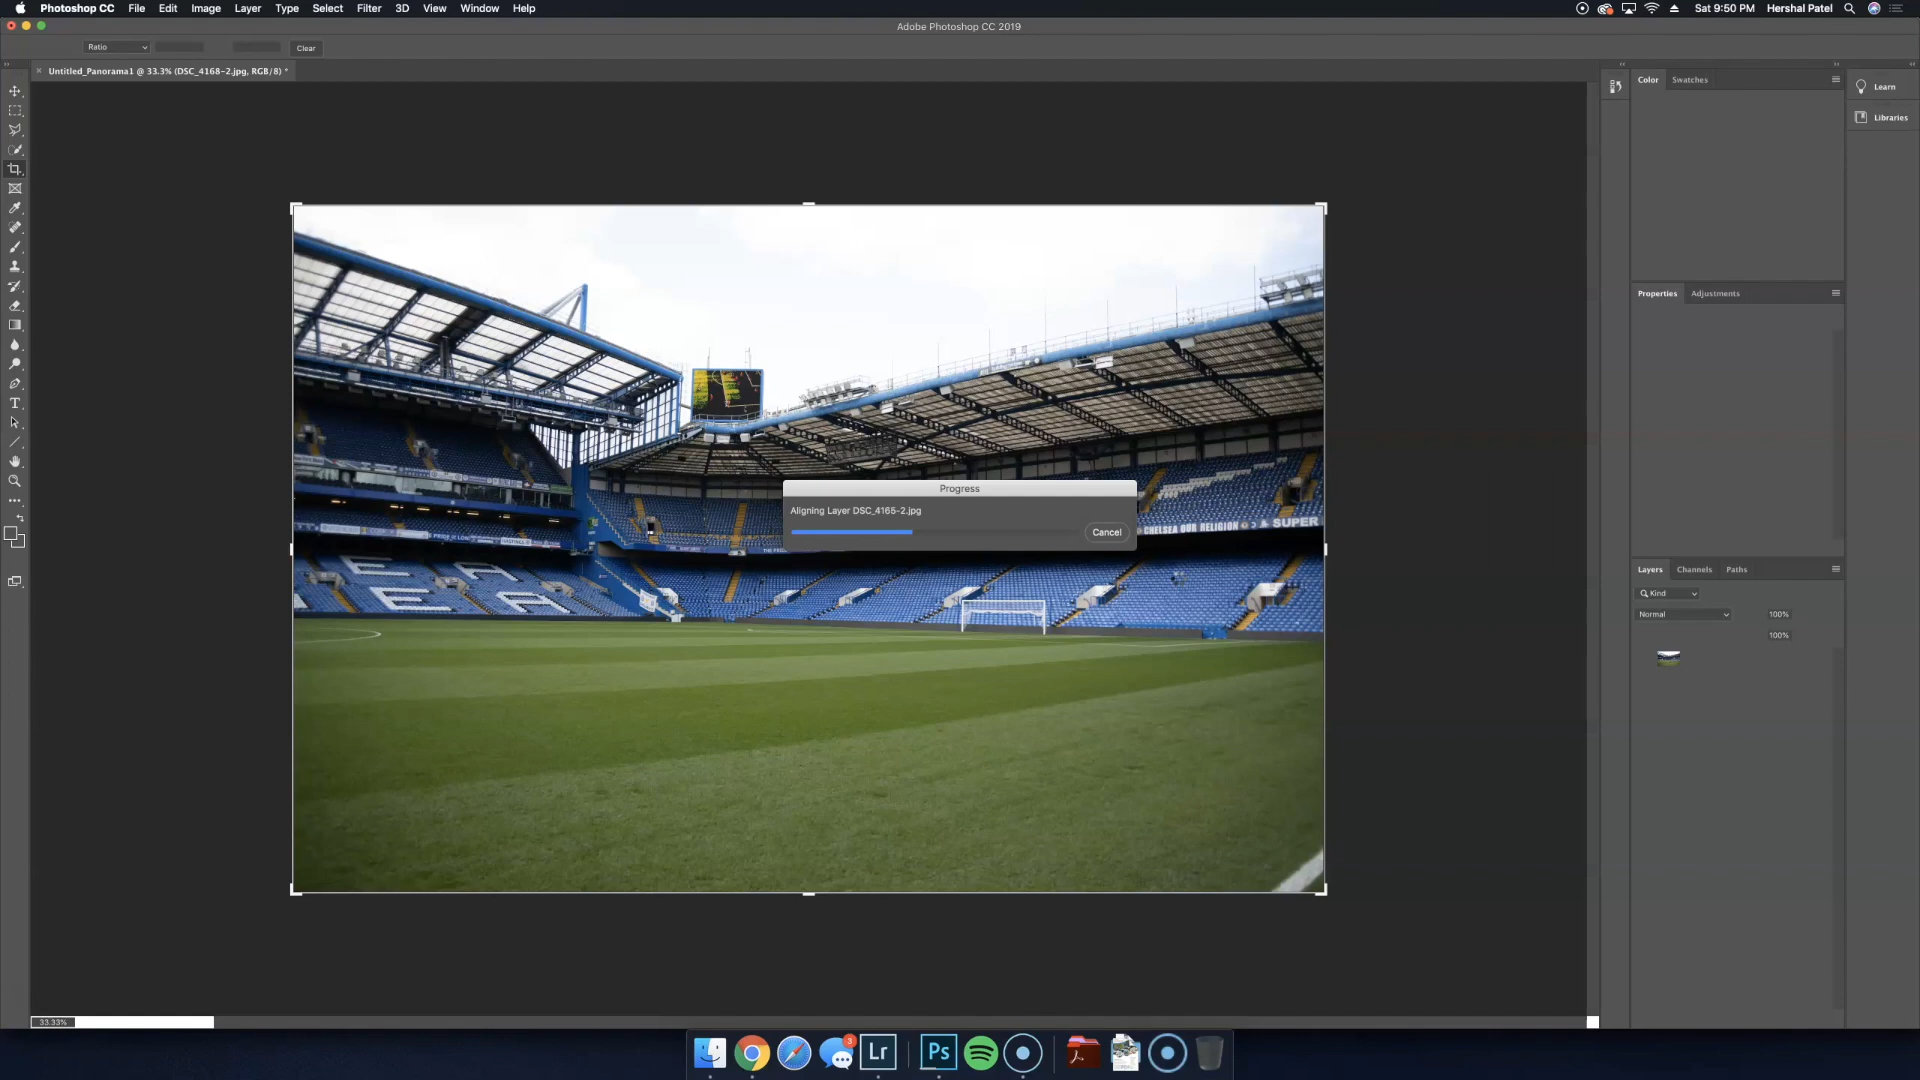 Photoshop CC File Edit Image Layer Type Select Filter 3D View Window Help Sat 9:50 PM Hershal Patel
Adobe Photoshop CC 2019
Ratio Clear
Untitled_Panorama1 @ 33.3% (DSC_4168-2.jpg, RGB/8) *
Color Swatches
Learn
Libraries
Properties Adjustments
Progress
Aligning Layer DSC_4165-2.jpg
Cancel
CHELSEA OUR RELIGION
SUPER
E A
E A
Layers Channels Paths
Kind
Normal 100%
100%
33.33%
3
Lr
Ps